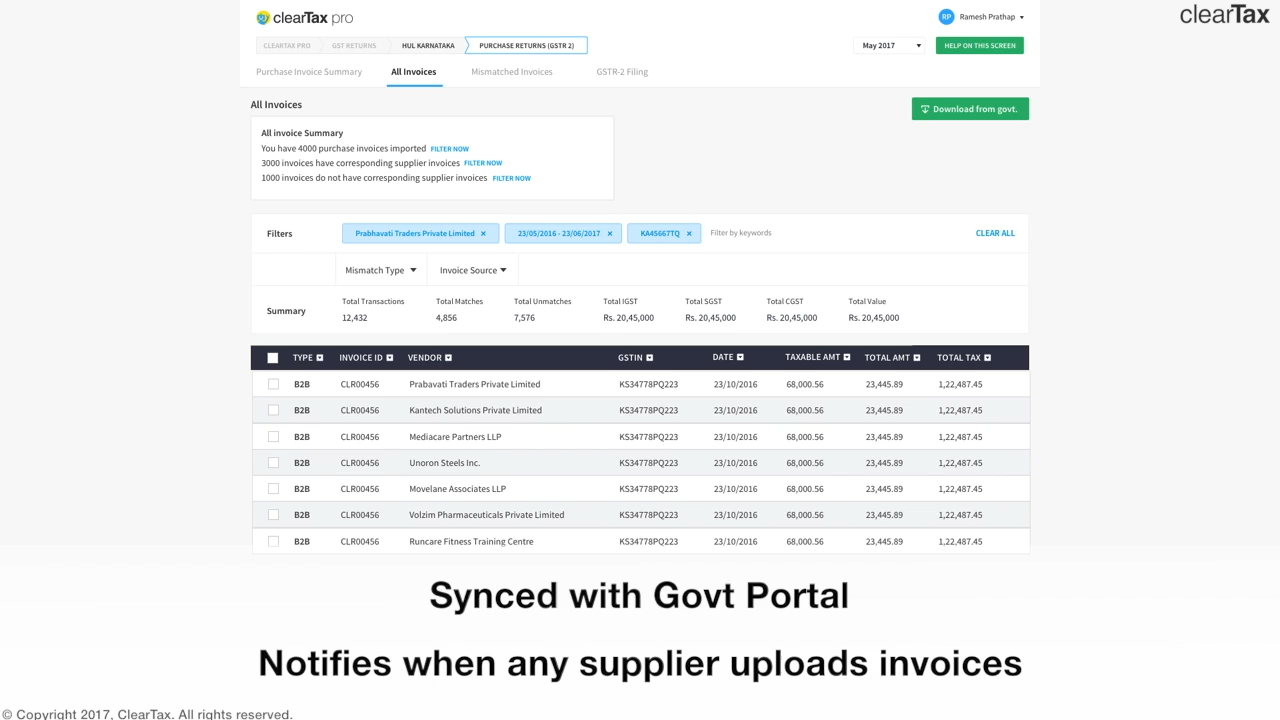 clearTax pro
RP Ramesh Prathap
clearTax
CLEARTAX PRO GST RETURNS HUL KARNATAKA PURCHASE RETURNS (GSTR 2)
May 2017 HELP ON THIS SCREEN
Purchase Invoice Summary All Invoices Mismatched Invoices GSTR-2 Filing
All Invoices
Download from govt.
All invoice Summary
You have 4000 purchase invoices imported FILTER NOW
3000 invoices have corresponding supplier invoices FILTER NOW
1000 invoices do not have corresponding supplier invoices FILTER NOW
Filters Prabhavati Traders Private Limited × 23/05/2016 - 23/06/2017 × KA45667TQ × Filter by keywords CLEAR ALL
Mismatch Type Invoice Source
Summary
Total Transactions Total Matches Total Unmatches Total IGST Total SGST Total CGST Total Value
12,432 4,856 7,576 Rs. 20,45,000 Rs. 20,45,000 Rs. 20,45,000 Rs. 20,45,000
TYPE INVOICE ID VENDOR GSTIN DATE TAXABLE AMT TOTAL AMT TOTAL TAX
B2B CLR00456 Prabavati Traders Private Limited KS34778PQ223 23/10/2016 68,000.56 23,445.89 1,22,487.45
B2B CLR00456 Kantech Solutions Private Limited KS34778PQ223 23/10/2016 68,000.56 23,445.89 1,22,487.45
B2B CLR00456 Mediacare Partners LLP KS34778PQ223 23/10/2016 68,000.56 23,445.89 1,22,487.45
B2B CLR00456 Unoron Steels Inc. KS34778PQ223 23/10/2016 68,000.56 23,445.89 1,22,487.45
B2B CLR00456 Movelane Associates LLP KS34778PQ223 23/10/2016 68,000.56 23,445.89 1,22,487.45
B2B CLR00456 Volzim Pharmaceuticals Private Limited KS34778PQ223 23/10/2016 68,000.56 23,445.89 1,22,487.45
B2B CLR00456 Runcare Fitness Training Centre KS34778PQ223 23/10/2016 68,000.56 23,445.89 1,22,487.45
Synced with Govt Portal
Notifies when any supplier uploads invoices
© Copyright 2017, ClearTax. All rights reserved.